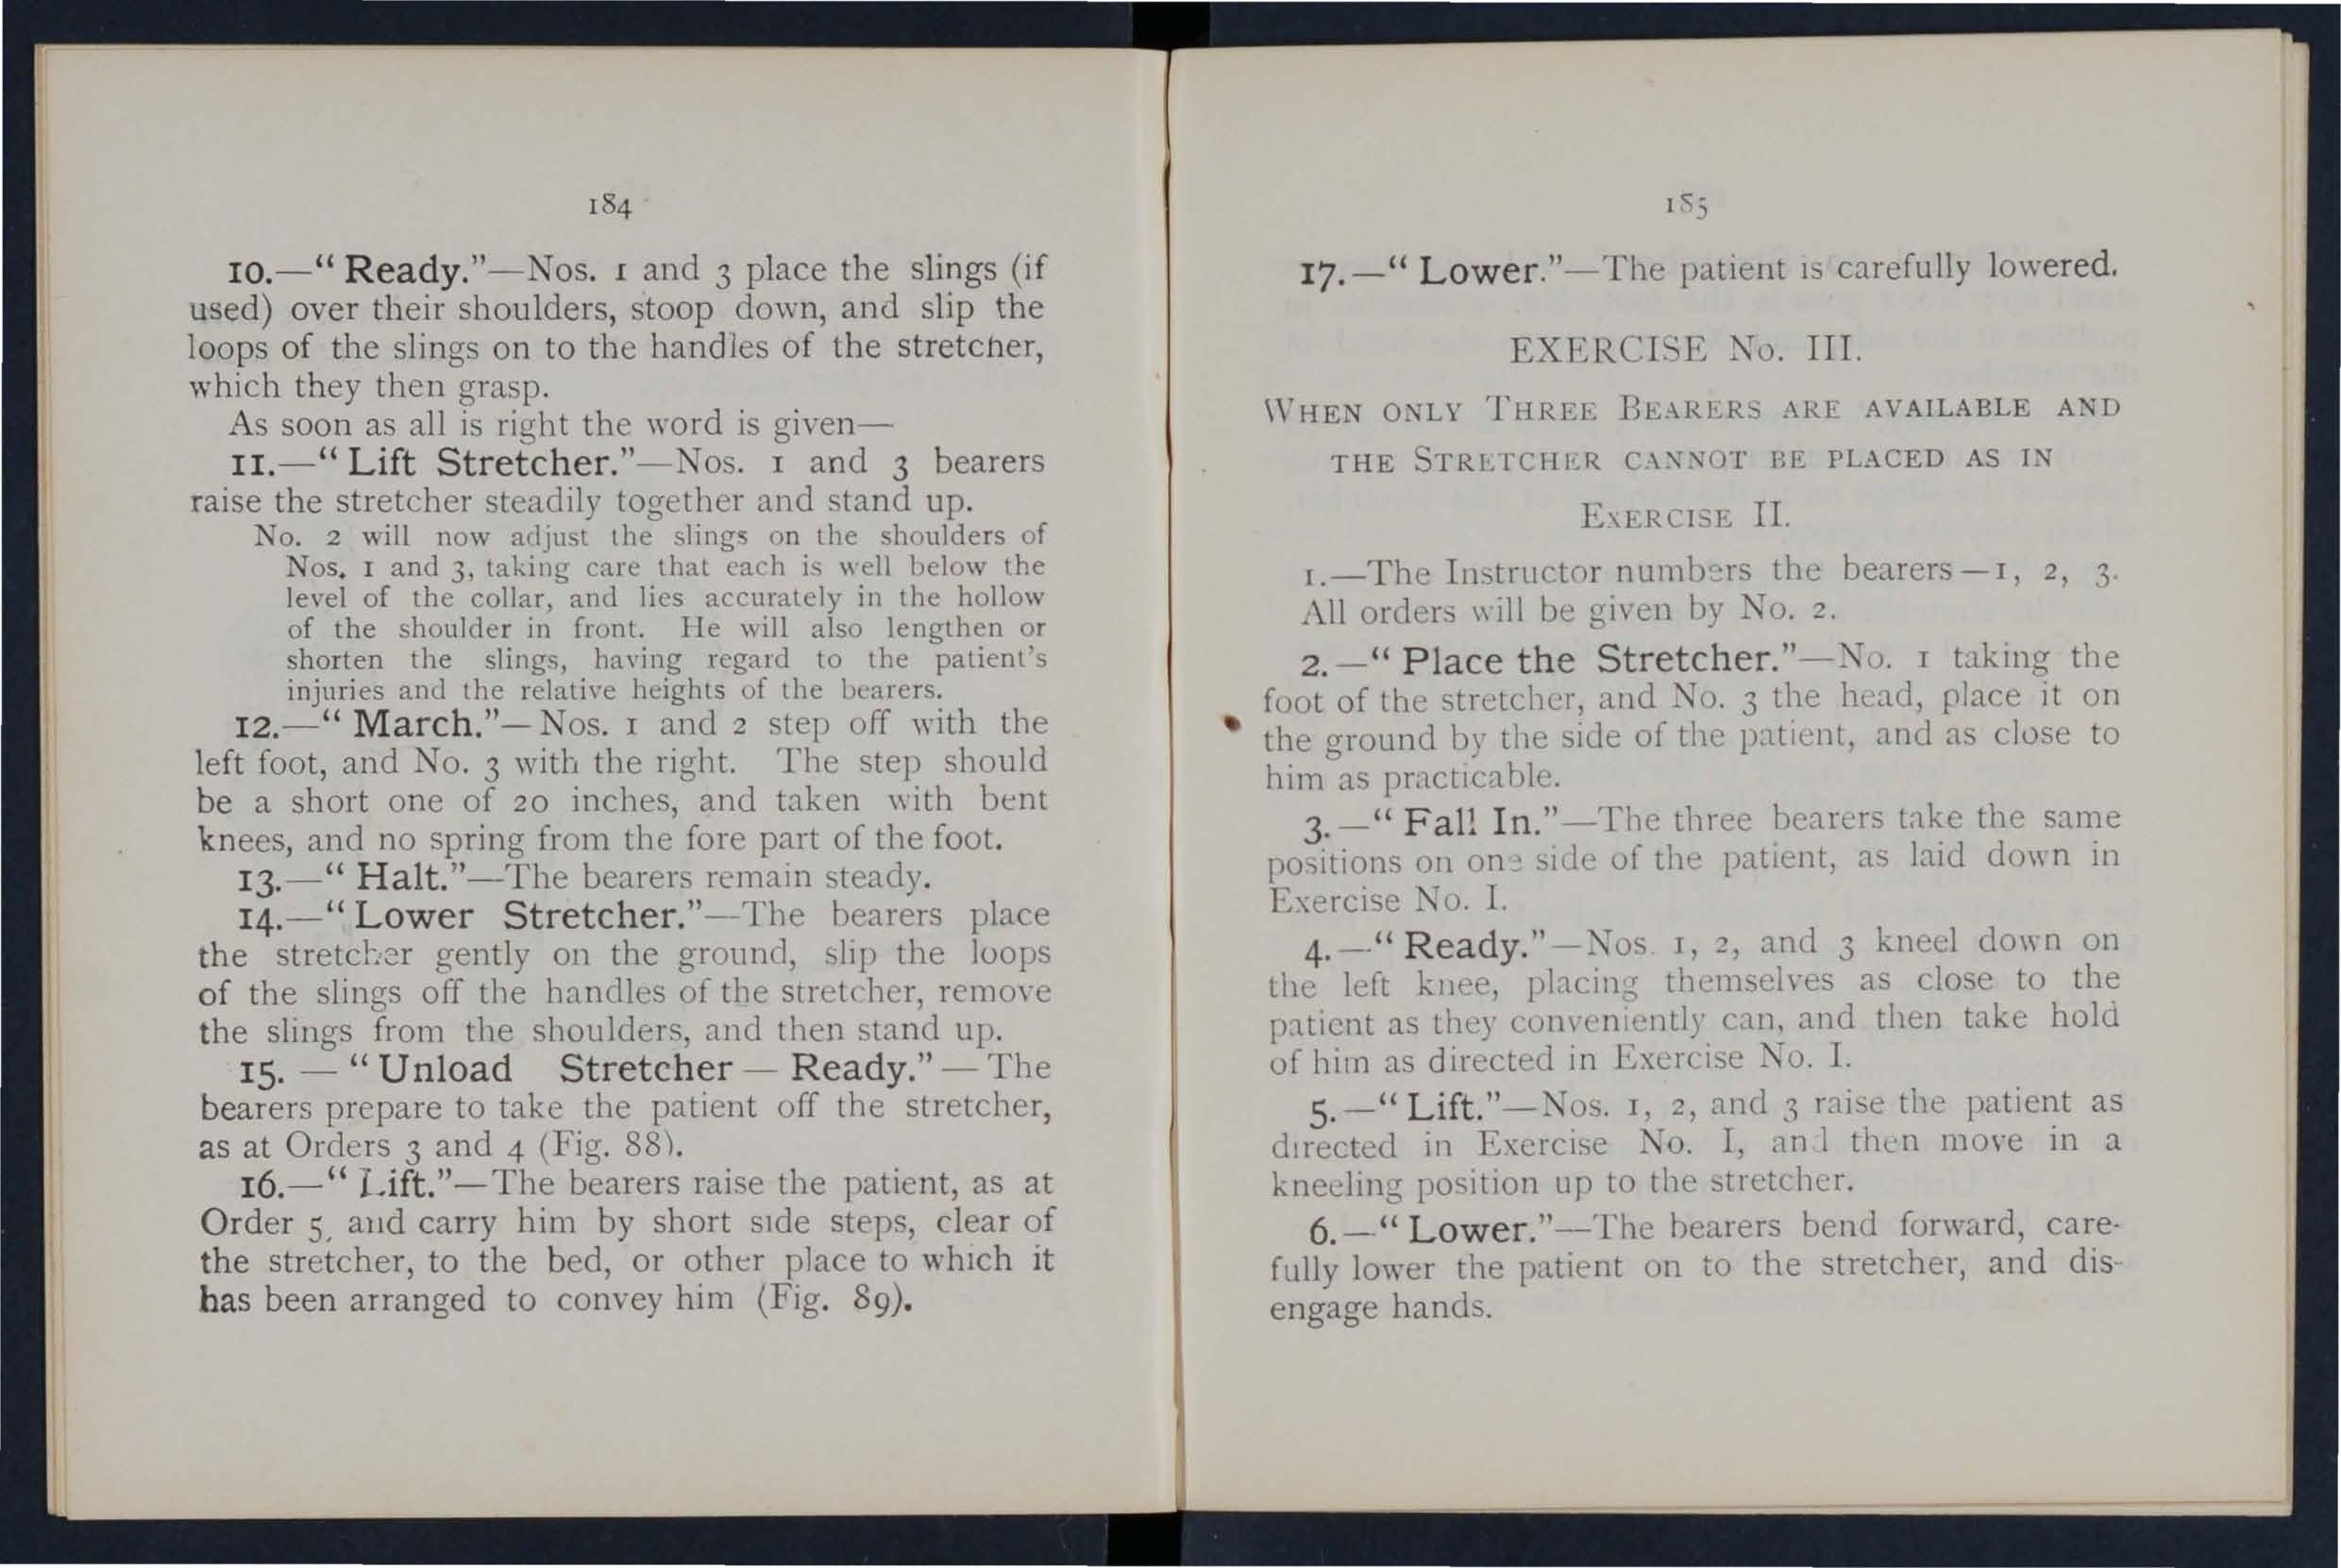 184
10.—“Ready.”—Nos. 1 and 3 place the slings (if
used) over their shoulders, stoop down, and slip the
loops of the slings on to the handles of the stretcher,
which they then grasp.
As soon as all is right the word is given—
11.—“Lift Stretcher.”—Nos. 1 and 3 bearers
raise the stretcher steadily together and stand up.
No. 2 will now adjust the slings on the shoulders of
Nos. 1 and 3, taking care that each is well below the
level of the collar, and lies accurately in the hollow
of the shoulder in front. He will also lengthen or
shorten the slings, having regard to the patient’s
injuries and the relative heights of the bearers.
12.—“March.”—Nos. 1 and 2 step off with the
left foot, and No. 3 with the right. The step should
be a short one of 20 inches, and taken with bent
knees, and no spring from the fore part of the foot.
13.—“Halt.”—The bearers remain steady.
14.—“Lower Stretcher.”—The bearers place
the stretcher gently on the ground, slip the loops
of the slings off the handles of the stretcher, remove
the slings from the shoulders, and then stand up.
15. — “Unload Stretcher — Ready.” — The
bearers prepare to take the patient off the stretcher,
as at Orders 3 and 4 (Fig. 88).
16.—“Lift.”—The bearers raise the patient, as at
Order 5, and carry him by short side steps, clear of
the stretcher, to the bed, or other place to which it
has been arranged to convey him (Fig. 89).
185
17.—“Lower.”—The patient is carefully lowered.
EXERCISE No. III.
WHEN ONLY THREE BEARERS ARE AVAILABLE AND
THE STRETCHER CANNOT BE PLACED AS IN
EXERCISE II.
1.—The Instructor numbers the bearers—1, 2, 3.
All orders will be given by No. 2.
2.—“Place the Stretcher.”—No. 1 taking the
foot of the stretcher, and No. 3 the head, place it on
the ground by the side of the patient, and as close to
him as practicable.
3.—“Fall In.”—The three bearers take the same
positions on one side of the patient, as laid down in
Exercise No. I.
4.—“Ready.”—Nos. 1, 2, and 3 kneel down on
the left knee, placing themselves as close to the
patient as they conveniently can, and then take hold
of him as directed in Exercise No. I.
5.—“Lift.”—Nos. 1, 2, and 3 raise the patient as
directed in Exercise No. I, and then move in a
kneeling position up to the stretcher.
6.—“Lower.”—The bearers bend forward, care-
fully lower the patient on to the stretcher, and dis-
engage hands.